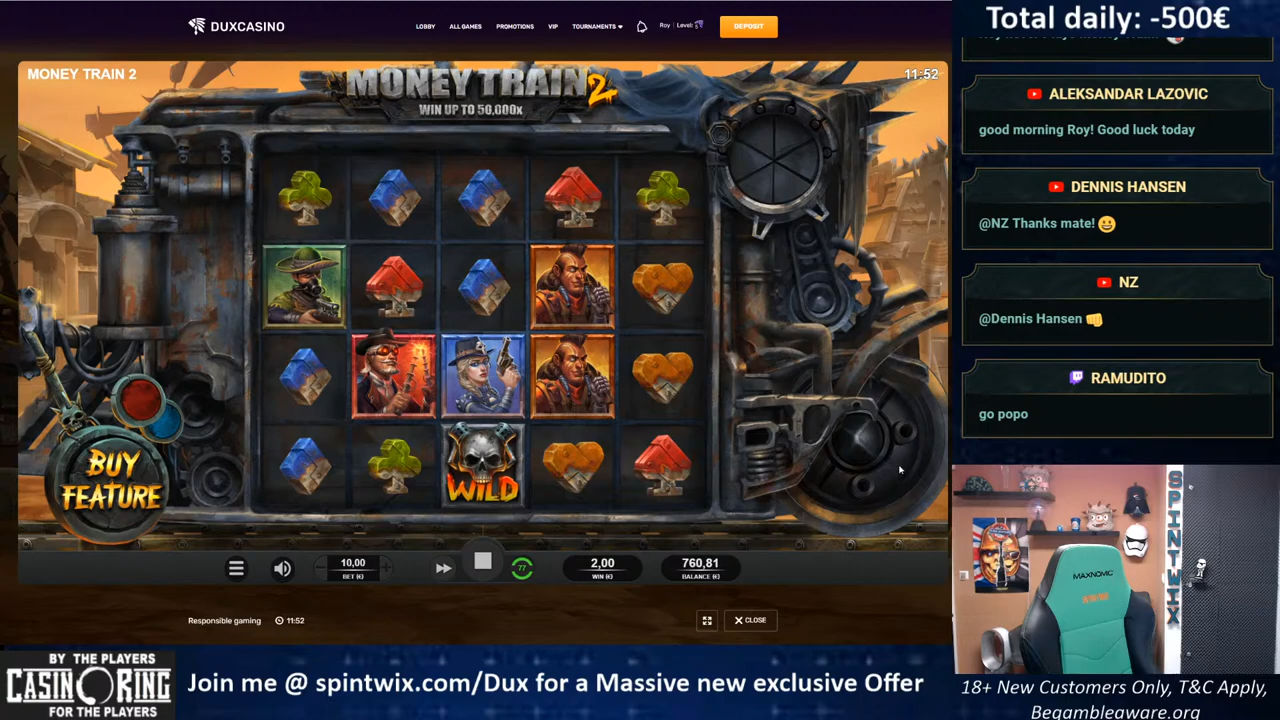 DUXCASINO
LOBBY
ALL GAMES
PROMOTIONS
VIP
TOURNAMENTS
Roy
Level:
DEPOSIT
MONEY TRAIN 2
11:52
MONEY TRAIN 2
WIN UP TO 50,000x
WILD
BUY
FEATURE
10,00
BET (€)
77
2,00
WIN (€)
760,81
BALANCE (€)
Responsible gaming
11:52
CLOSE
BY THE PLAYERS
CASINORING
FOR THE PLAYERS
Join me @ spintwix.com/Dux for a Massive new exclusive Offer
Total daily: -500€
ALEKSANDAR LAZOVIC
good morning Roy! Good luck today
DENNIS HANSEN
@NZ Thanks mate!
NZ
@Dennis Hansen
RAMUDITO
go popo
SPINTWIX
MAXNOMIC
18+ New Customers Only, T&C Apply,
Begambleaware.org